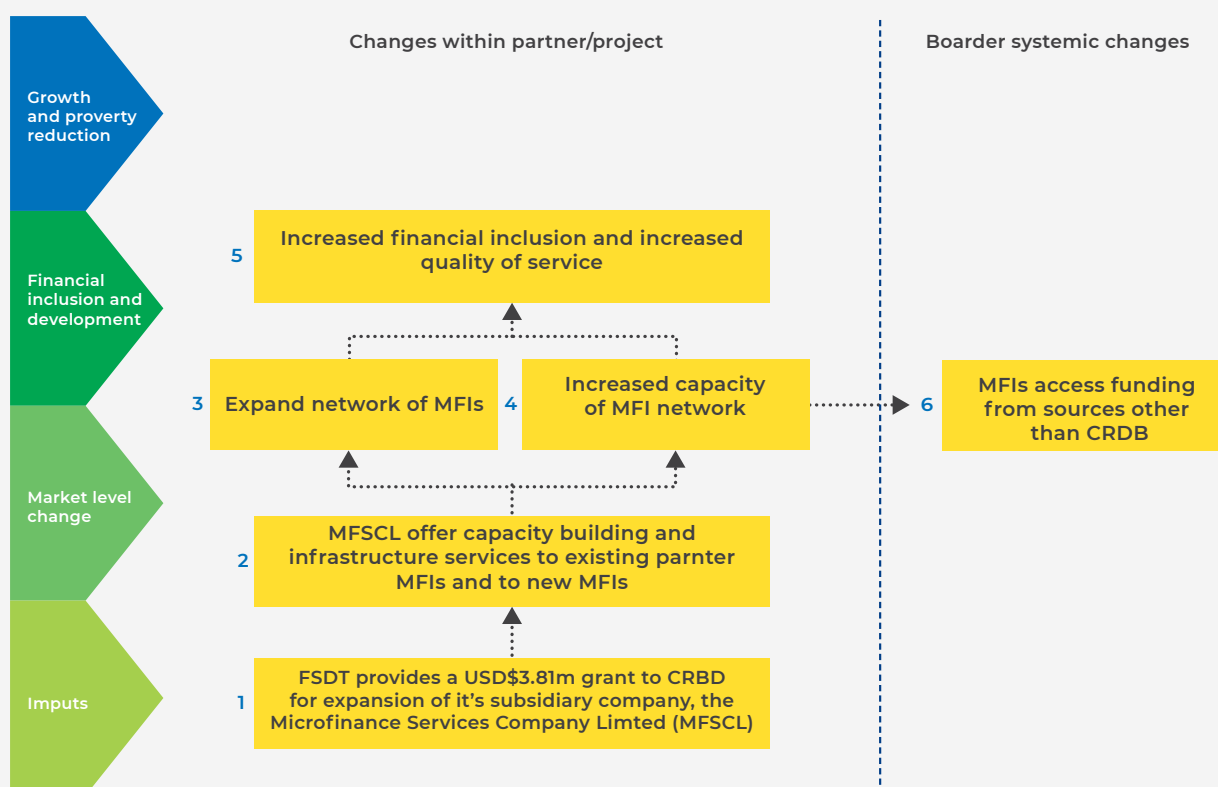 Changes within partner/project
Boarder systemic changes
Growth
and proverty
reduction
5
Increased financial inclusion and increased
quality of service
Financial
inclusion and
development
3
Expand network of MFIs
4
Increased capacity
of MFI network
6
MFIs access funding
from sources other
than CRDB
Market level
change
2
MFSCL offer capacity building and
infrastructure services to existing parnter
MFIs and to new MFIs
Imputs
1
FSDT provides a USD$3.81m grant to CRBD
for expansion of it’s subsidiary company, the
Microfinance Services Company Limted (MFSCL)